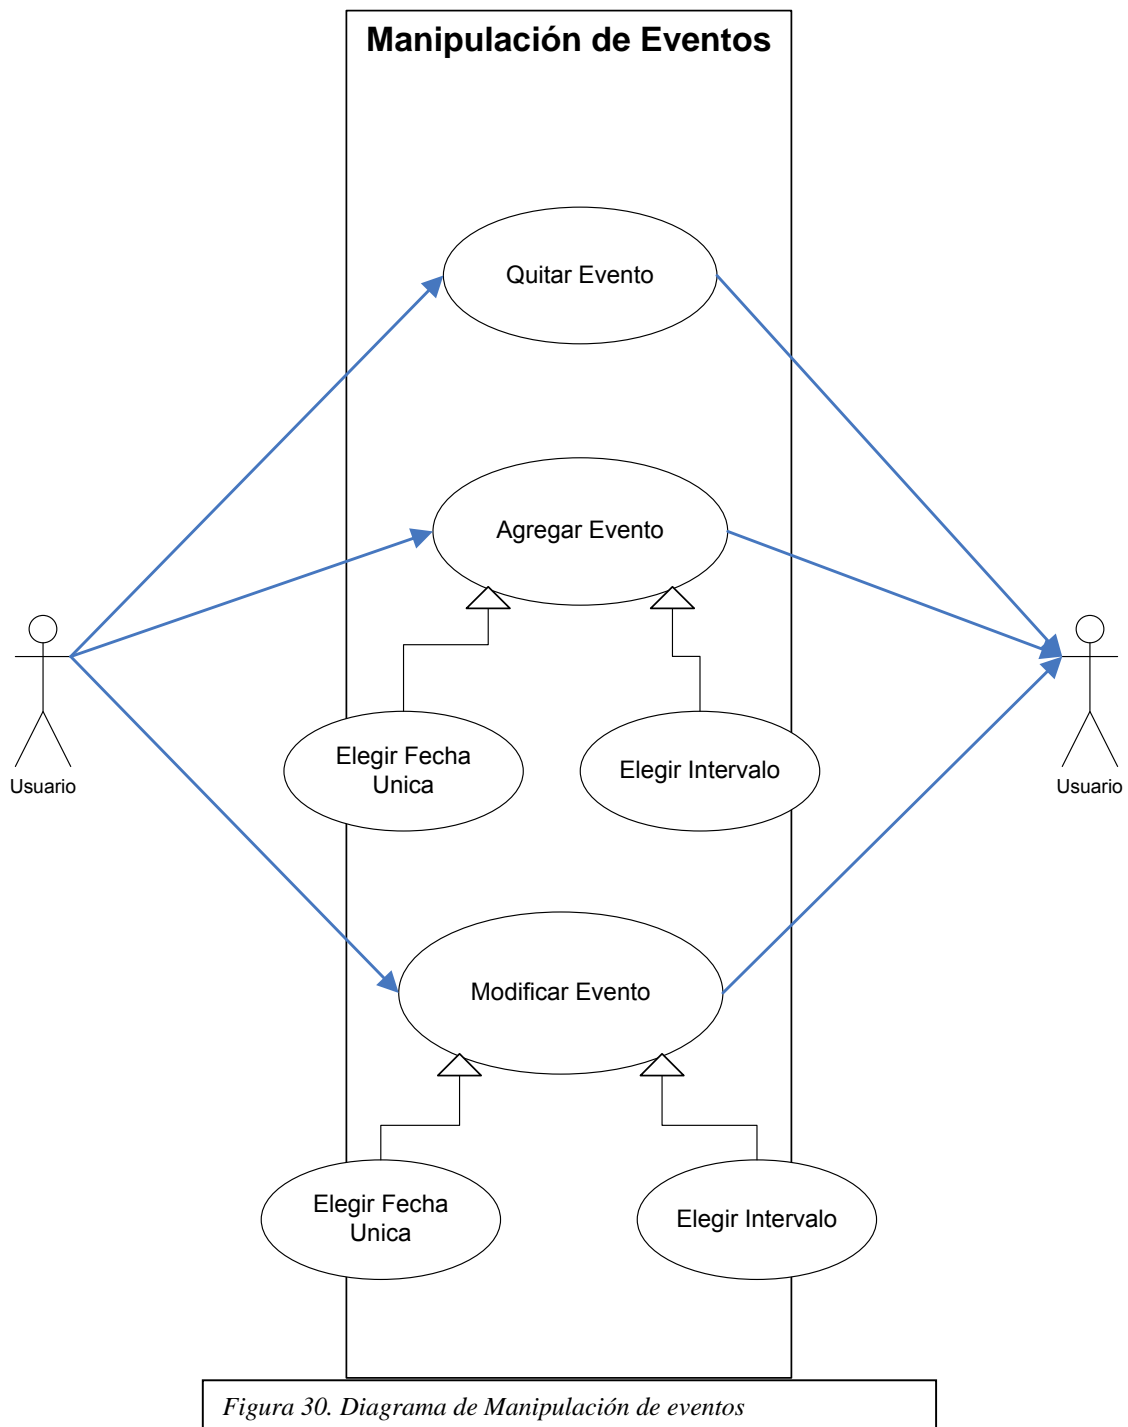 Manipulación de Eventos
Quitar Evento
Agregar Evento
Elegir Fecha
Unica
Elegir Intervalo
Usuario
Usuario
Modificar Evento
Elegir Fecha
Unica
Elegir Intervalo
Figura 30. Diagrama de Manipulación de eventos